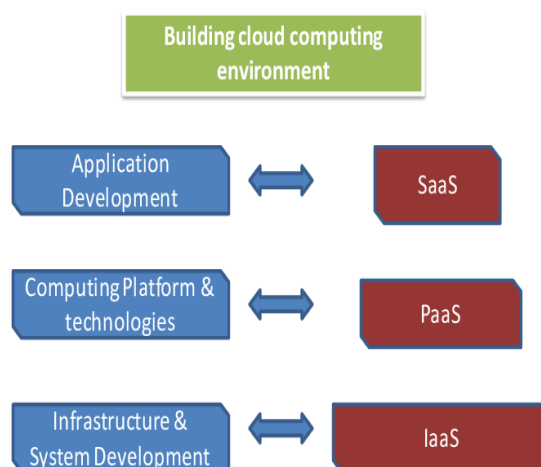 Building cloud computing
environment
Application
Development
SaaS
Computing Platform &
technologies
PaaS
Infrastructure &
System Development
IaaS